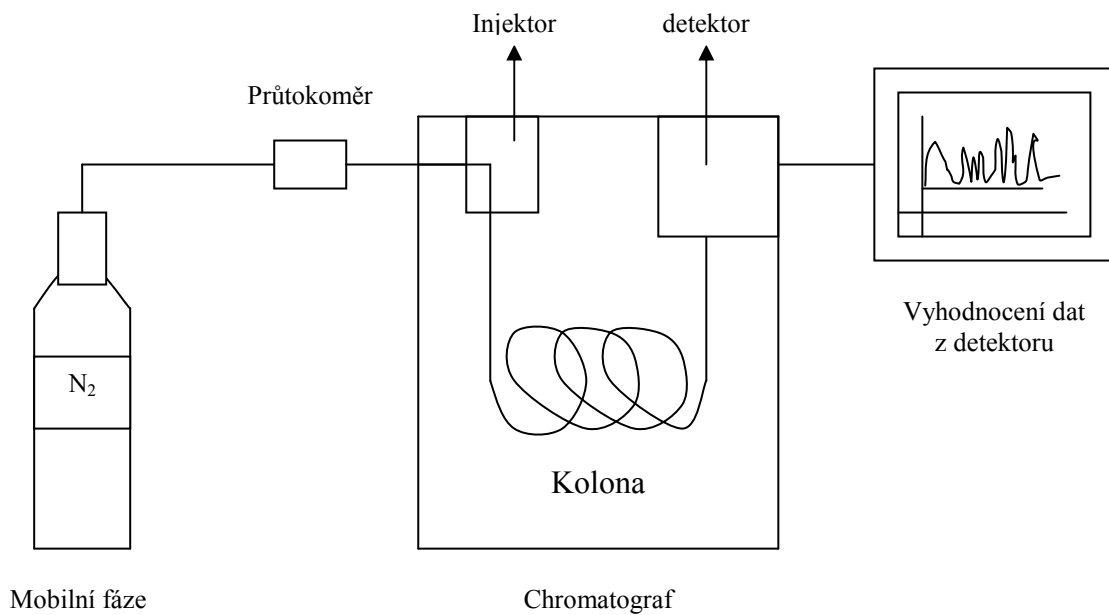 Injektor
detektor
Průtokoměr
N₂
Vyhodnocení dat
z detektoru
Kolona
Mobilní fáze
Chromatograf